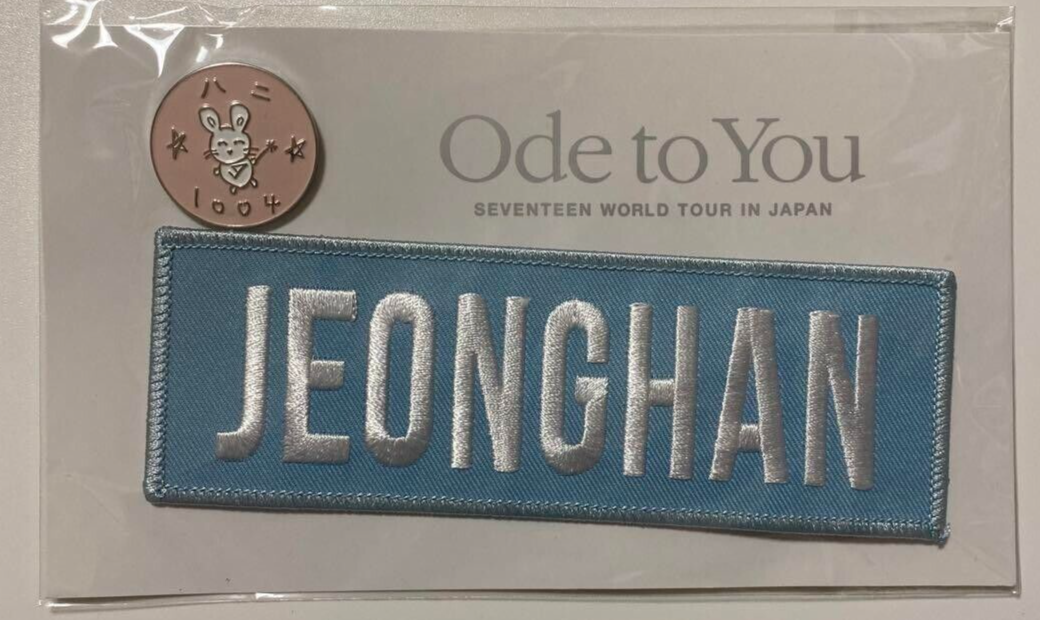 ハニ
1004
Ode to You
SEVENTEEN WORLD TOUR IN JAPAN
JEONGHAN